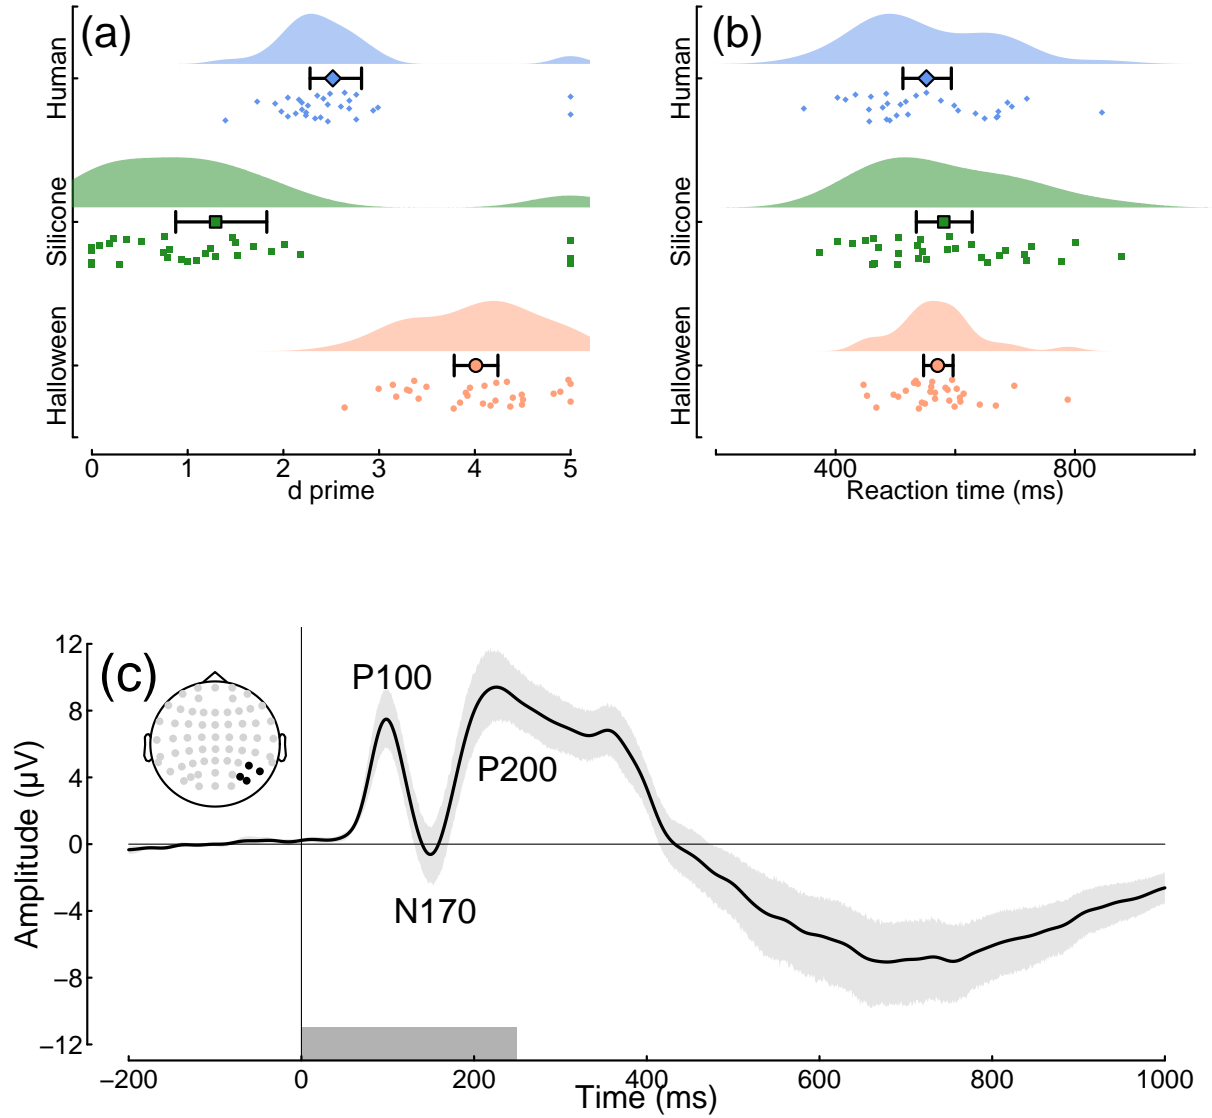 (a)
Human
Silicone
Halloween
0 1 2 3 4 5
d prime
(b)
Human
Silicone
Halloween
400 800
Reaction time (ms)
(c)
P100
P200
N170
Amplitude (µV)
12
8
4
0
−4
−8
−12
−200 0 200 400 600 800 1000
Time (ms)